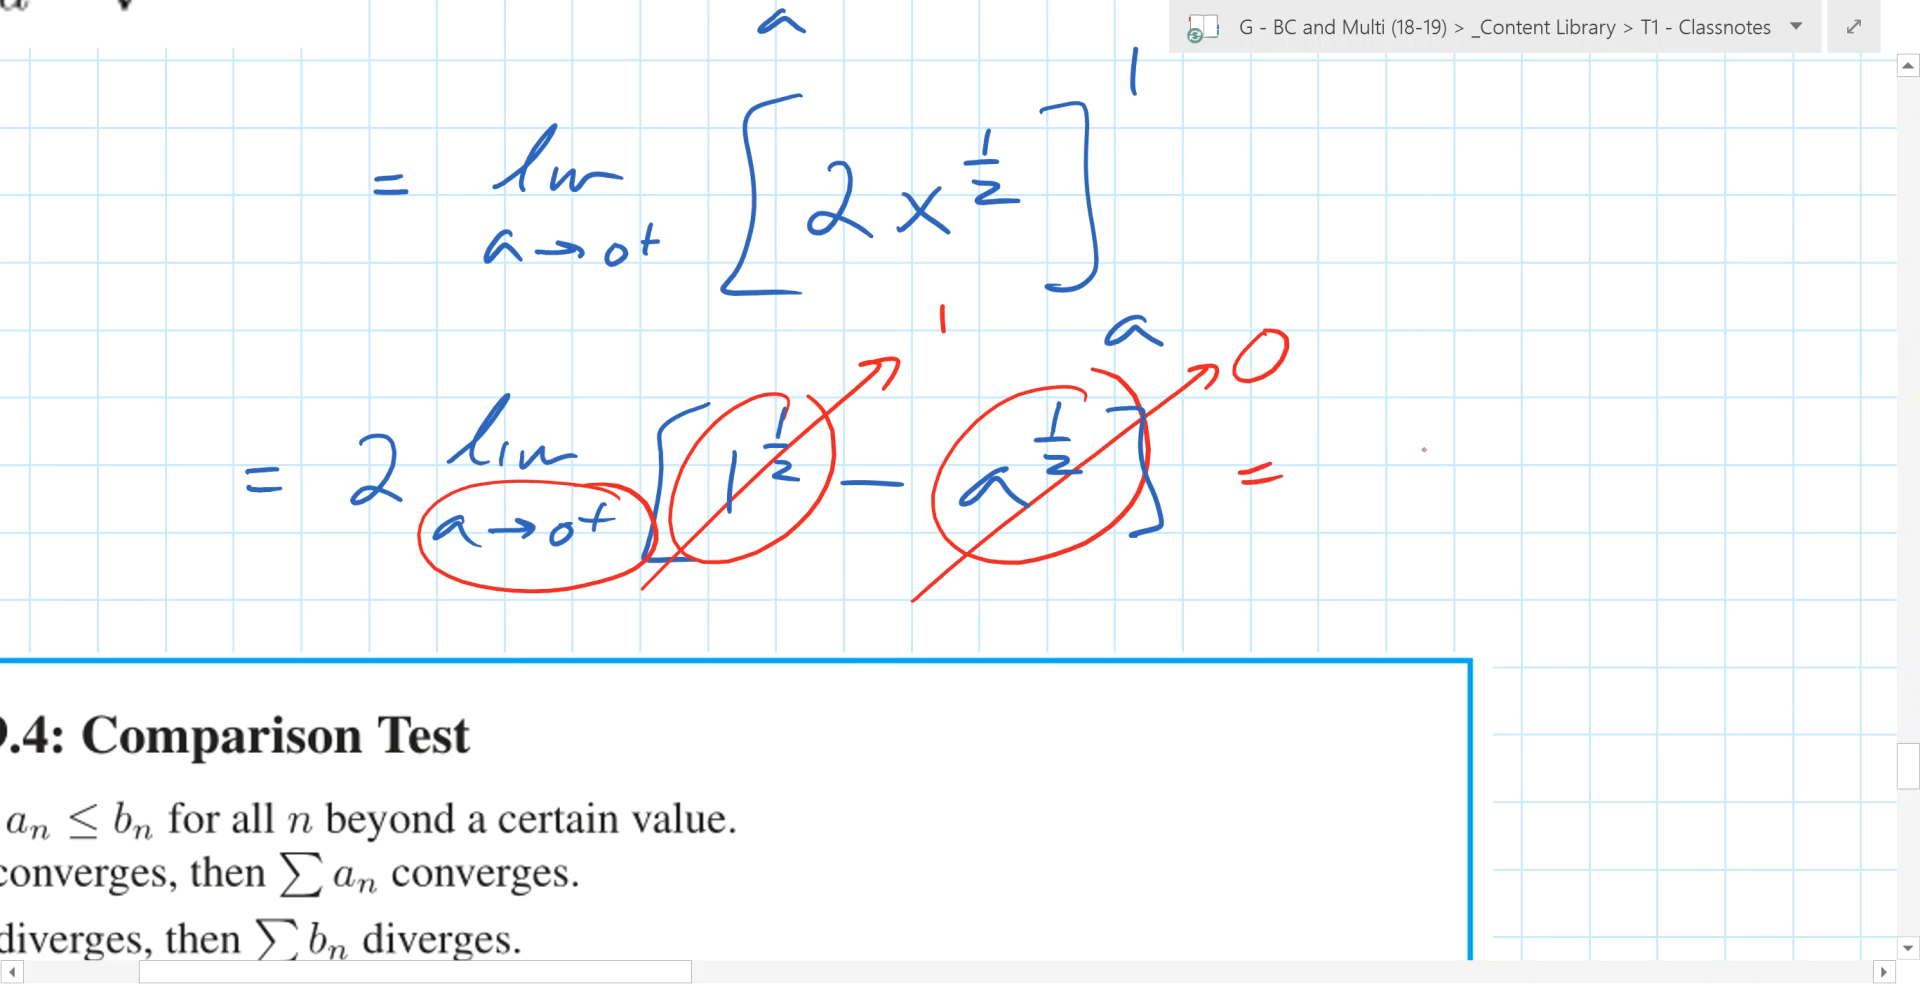 G - BC and Multi (18-19) > _Content Library > T1 - Classnotes
a
= lim a→0⁺ [2x^{1/2}]^1_a
1 0
= 2 lim a→0⁺ [1^{1/2} − a^{1/2}] =
.4: Comparison Test
aₙ ≤ bₙ for all n beyond a certain value.
converges, then ∑ aₙ converges.
diverges, then ∑ bₙ diverges.